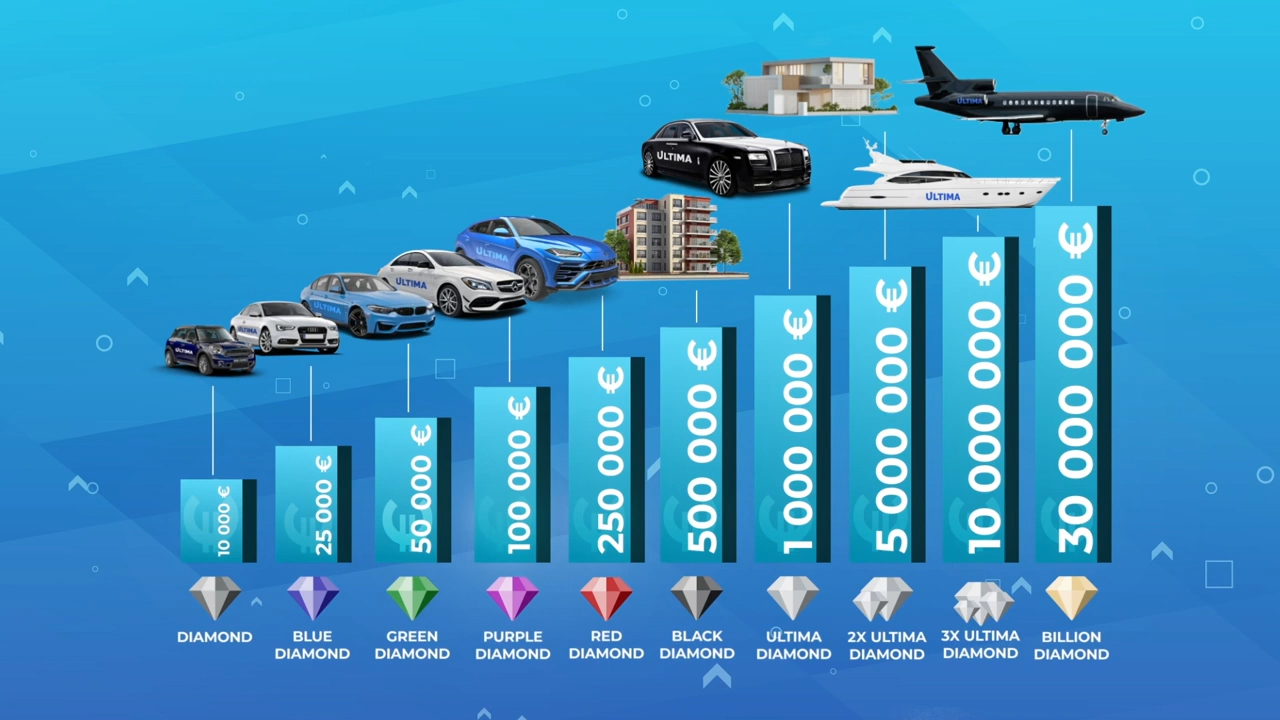 ULTIMA
ULTIMA
ULTIMA
ULTIMA
ULTIMA
ULTIMA
ULTIMA
ULTIMA
10 000 €
25 000 €
50 000 €
100 000 €
250 000 €
500 000 €
1 000 000 €
5 000 000 €
10 000 000 €
30 000 000 €
DIAMOND
BLUE
DIAMOND
GREEN
DIAMOND
PURPLE
DIAMOND
RED
DIAMOND
BLACK
DIAMOND
ULTIMA
DIAMOND
2X ULTIMA
DIAMOND
3X ULTIMA
DIAMOND
BILLION
DIAMOND